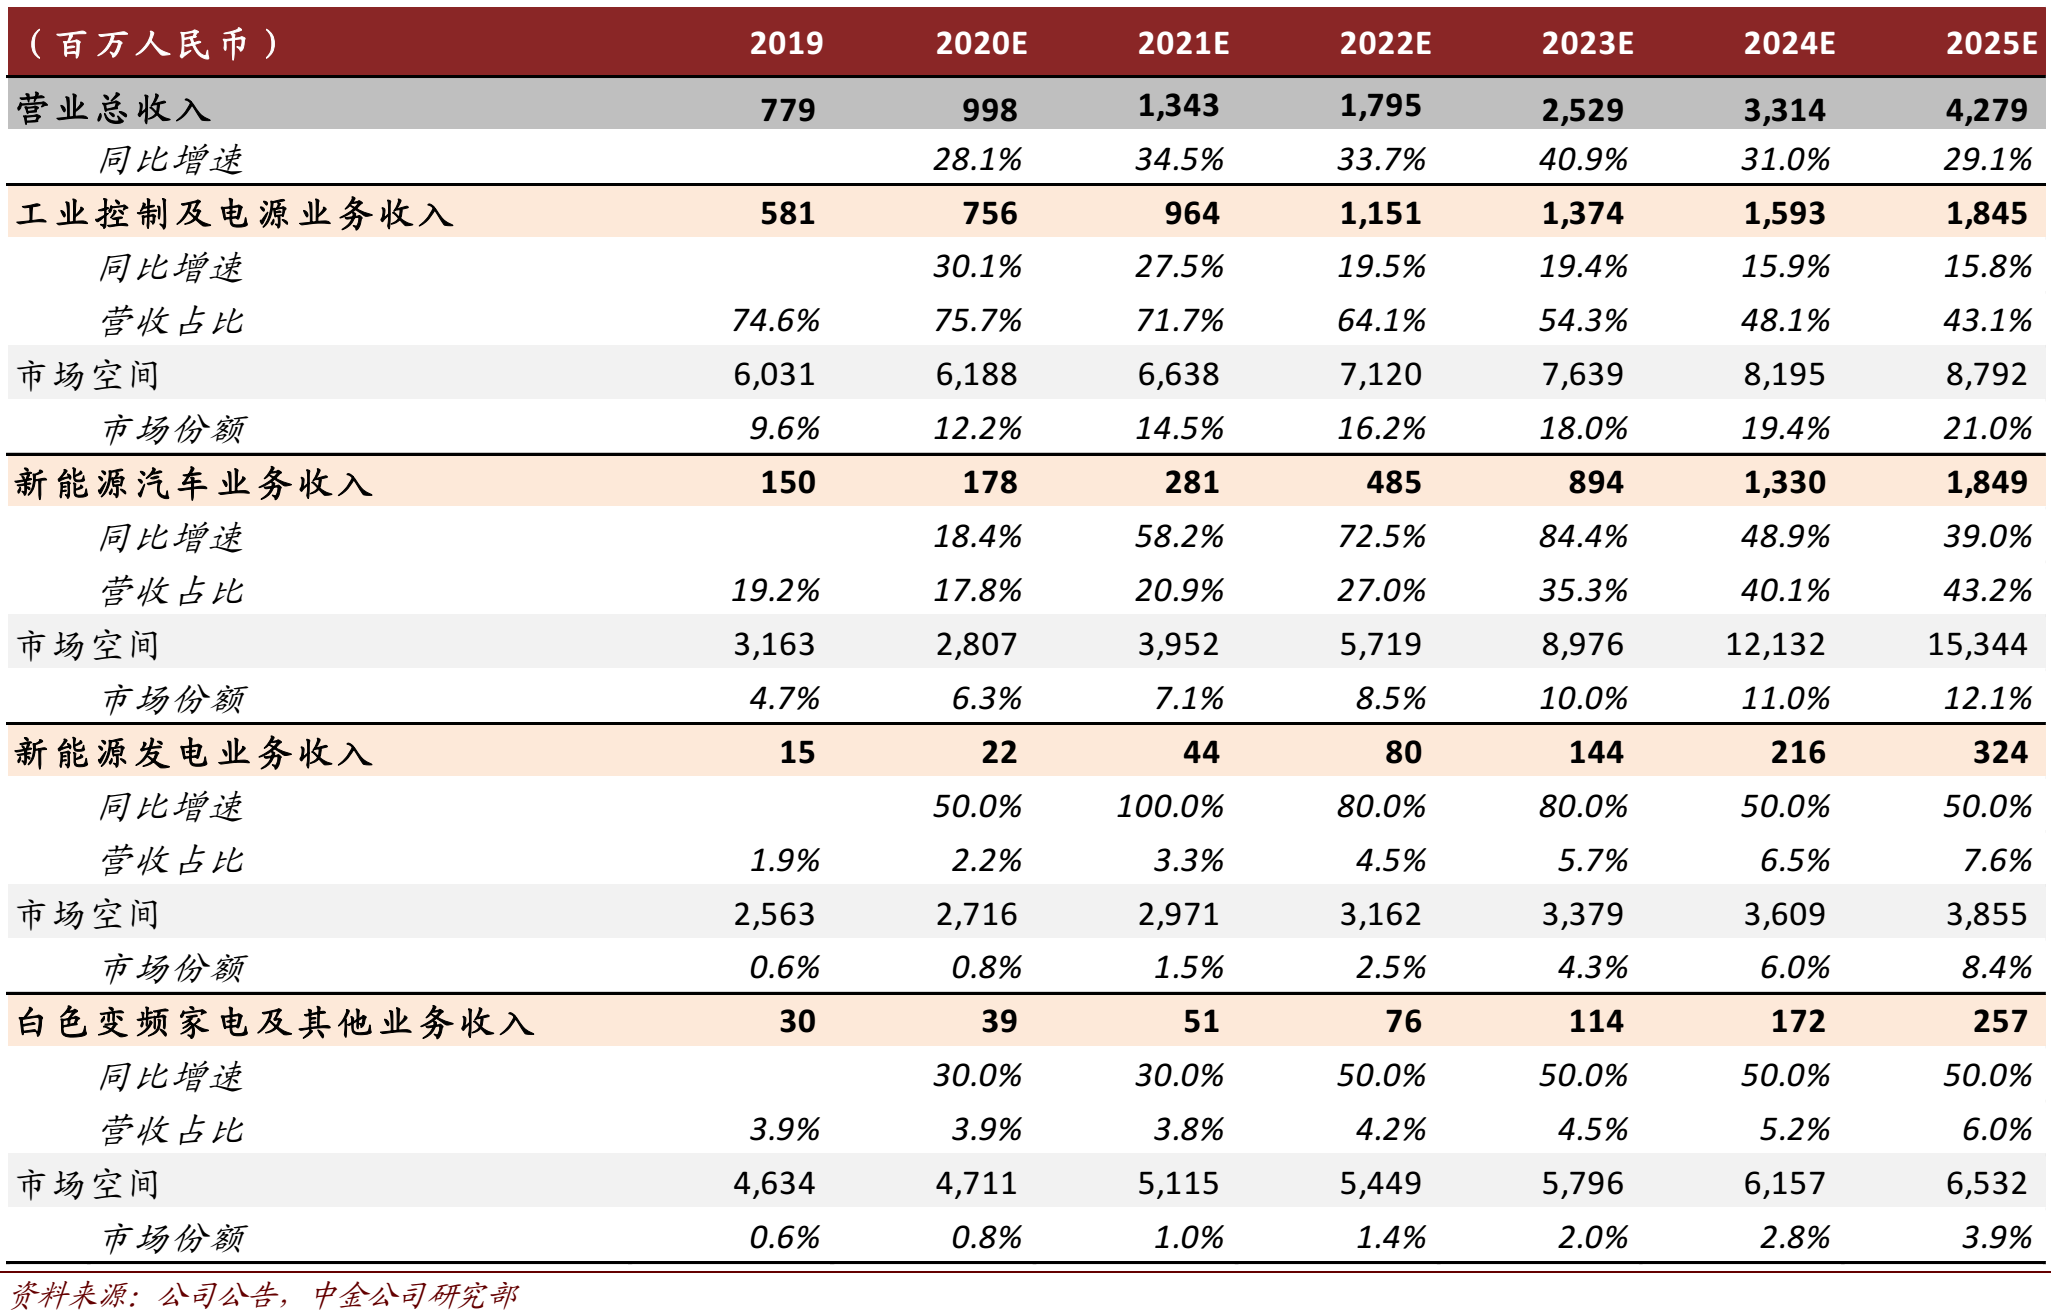 （百万人民币） 2019 2020E 2021E 2022E 2023E 2024E 2025E
营业总收入 779 998 1,343 1,795 2,529 3,314 4,279
同比增速 28.1% 34.5% 33.7% 40.9% 31.0% 29.1%
工业控制及电源业务收入 581 756 964 1,151 1,374 1,593 1,845
同比增速 30.1% 27.5% 19.5% 19.4% 15.9% 15.8%
营收占比 74.6% 75.7% 71.7% 64.1% 54.3% 48.1% 43.1%
市场空间 6,031 6,188 6,638 7,120 7,639 8,195 8,792
市场份额 9.6% 12.2% 14.5% 16.2% 18.0% 19.4% 21.0%
新能源汽车业务收入 150 178 281 485 894 1,330 1,849
同比增速 18.4% 58.2% 72.5% 84.4% 48.9% 39.0%
营收占比 19.2% 17.8% 20.9% 27.0% 35.3% 40.1% 43.2%
市场空间 3,163 2,807 3,952 5,719 8,976 12,132 15,344
市场份额 4.7% 6.3% 7.1% 8.5% 10.0% 11.0% 12.1%
新能源发电业务收入 15 22 44 80 144 216 324
同比增速 50.0% 100.0% 80.0% 80.0% 50.0% 50.0%
营收占比 1.9% 2.2% 3.3% 4.5% 5.7% 6.5% 7.6%
市场空间 2,563 2,716 2,971 3,162 3,379 3,609 3,855
市场份额 0.6% 0.8% 1.5% 2.5% 4.3% 6.0% 8.4%
白色变频家电及其他业务收入 30 39 51 76 114 172 257
同比增速 30.0% 30.0% 50.0% 50.0% 50.0% 50.0%
营收占比 3.9% 3.9% 3.8% 4.2% 4.5% 5.2% 6.0%
市场空间 4,634 4,711 5,115 5,449 5,796 6,157 6,532
市场份额 0.6% 0.8% 1.0% 1.4% 2.0% 2.8% 3.9%
资料来源：公司公告，中金公司研究部